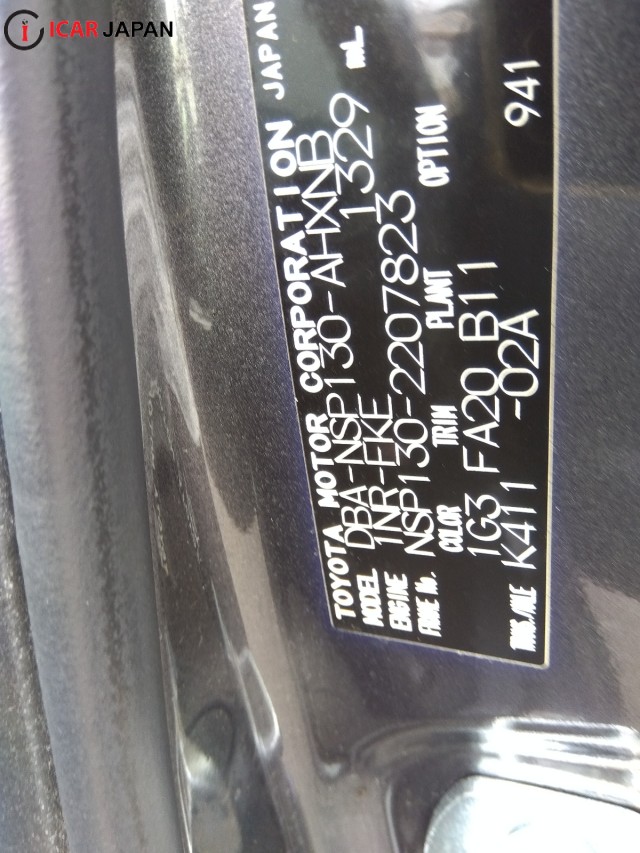 ICAR JAPAN
TOYOTA MOTOR CORPORATION JAPAN
MODEL DBA-NSP130-AHXNB
ENGINE 1NR-FKE 1329 mL
FRAME No. NSP130-2207823
COLOR TRIM PLANT OPTION
1G3 FA20 B11 941
TRNS/AXLE K411 -02A